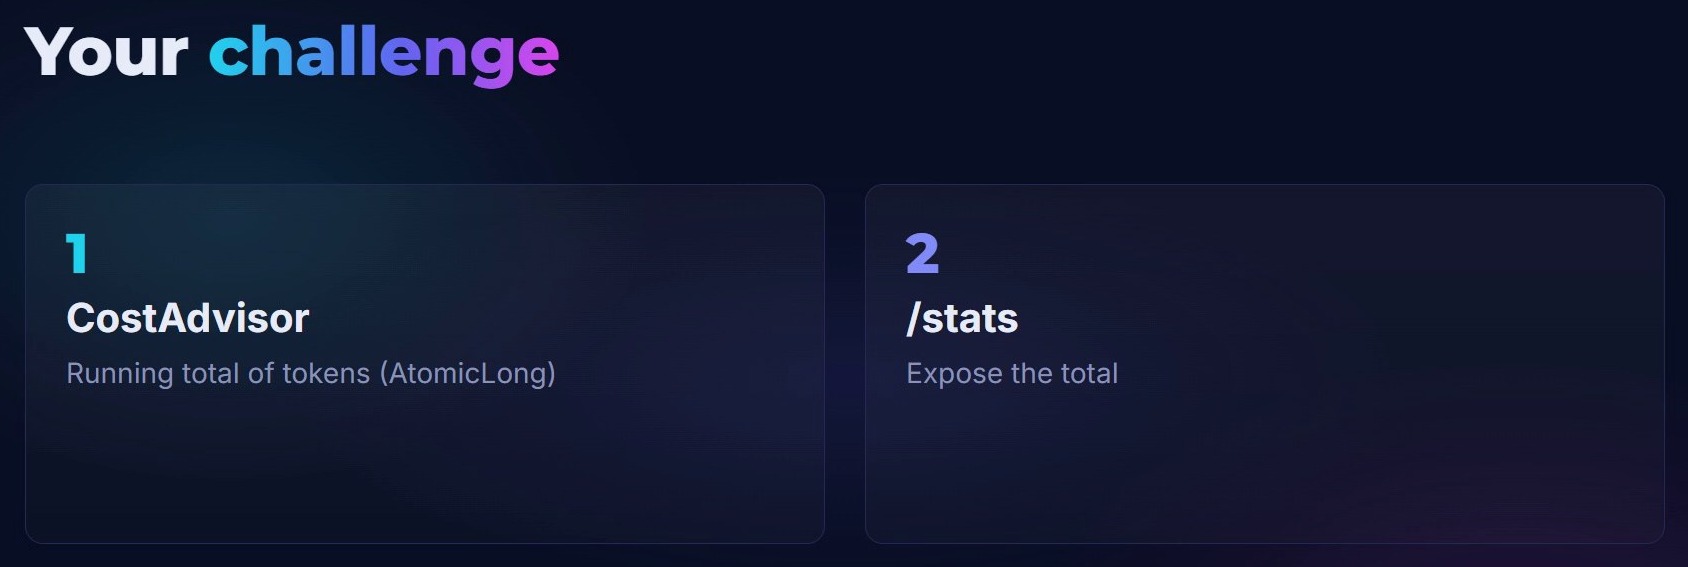 Your challenge
1
CostAdvisor
Running total of tokens (AtomicLong)
2
/stats
Expose the total